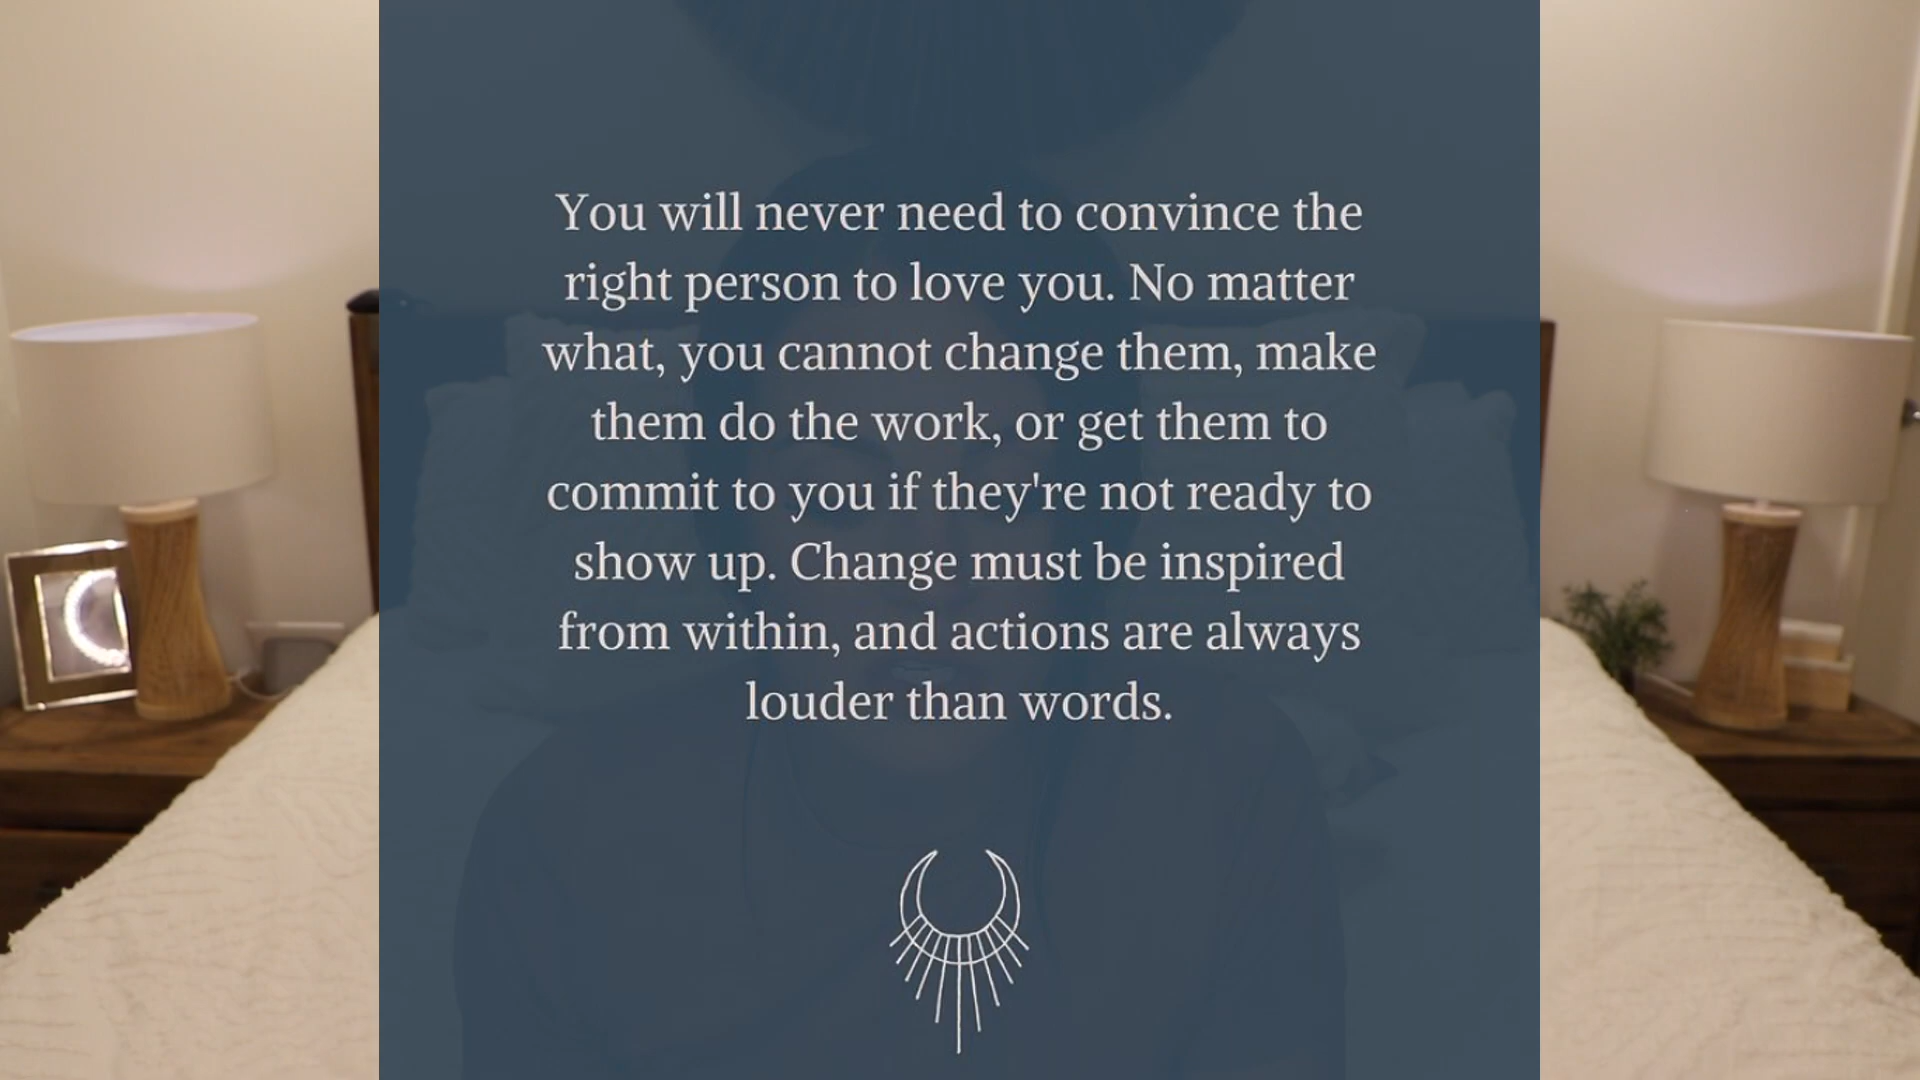 You will never need to convince the
right person to love you. No matter
what, you cannot change them, make
them do the work, or get them to
commit to you if they're not ready to
show up. Change must be inspired
from within, and actions are always
louder than words.